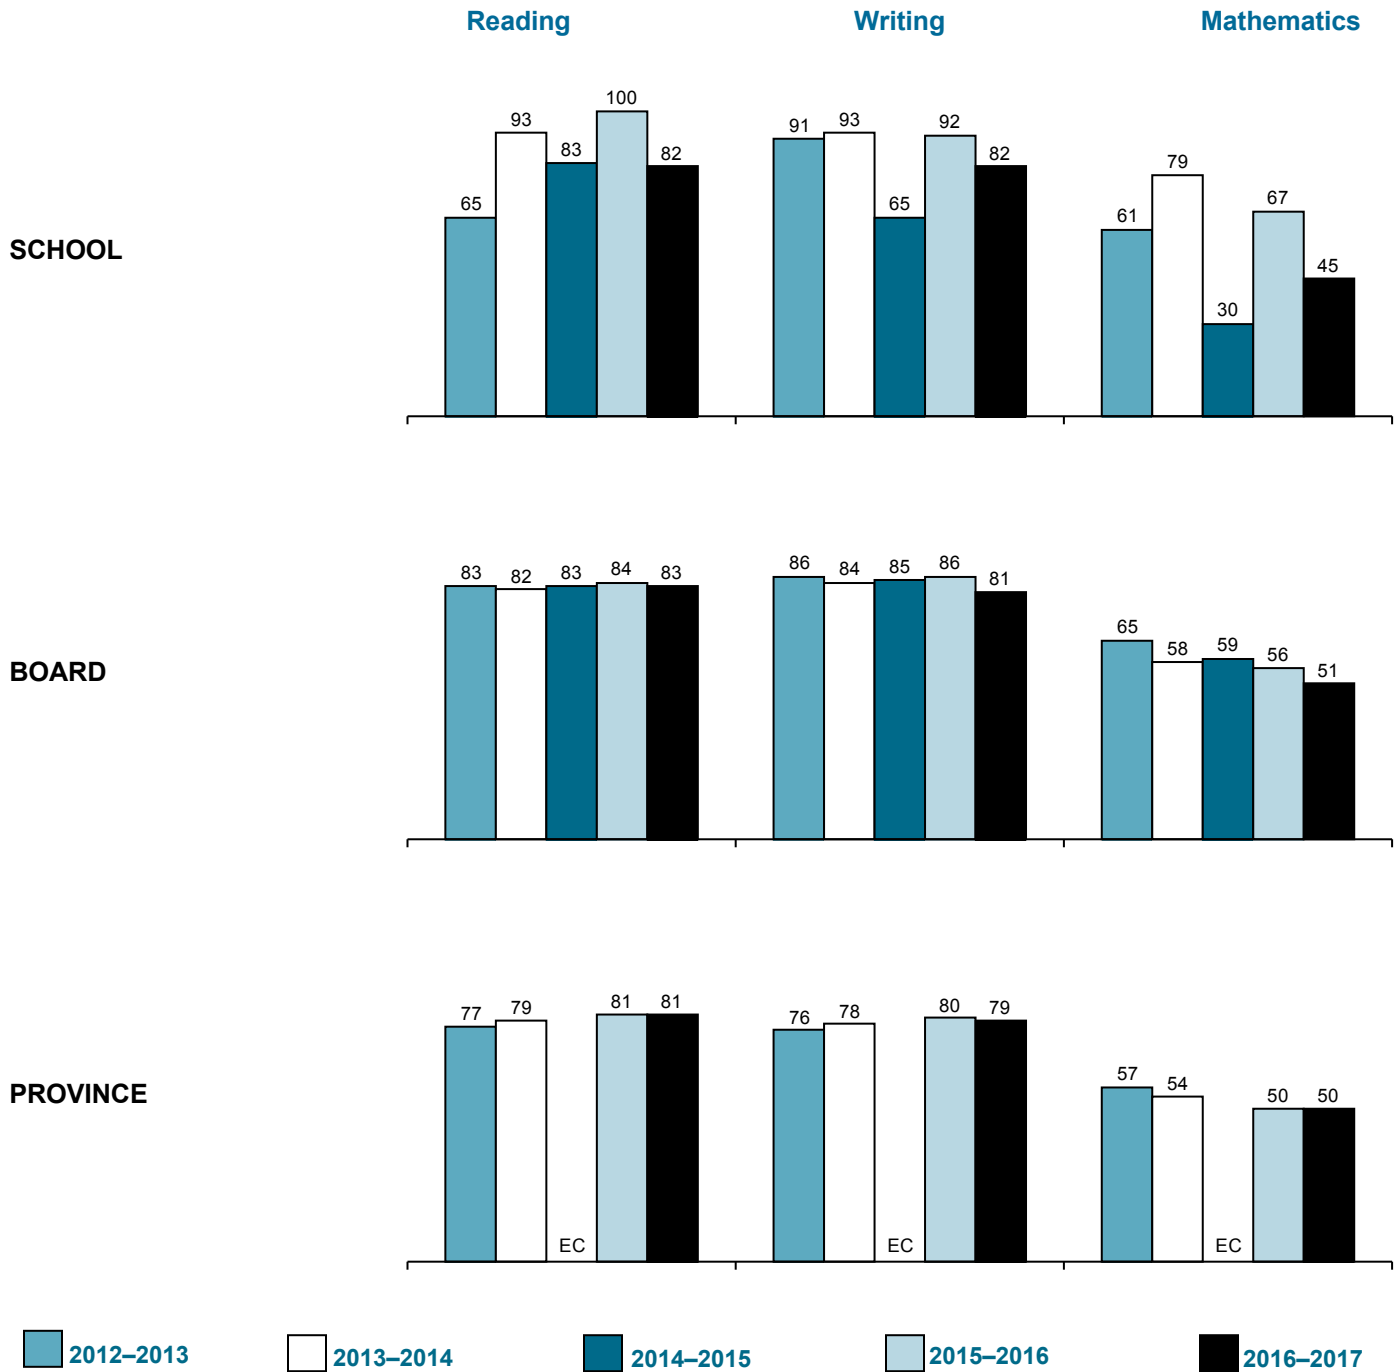 Reading Writing Mathematics
SCHOOL
65 93 83 100 82 91 93 65 92 82 61 79 30 67 45
BOARD
83 82 83 84 83 86 84 85 86 81 65 58 59 56 51
PROVINCE
77 79 EC 81 81 76 78 EC 80 79 57 54 EC 50 50
2012–2013 2013–2014 2014–2015 2015–2016 2016–2017